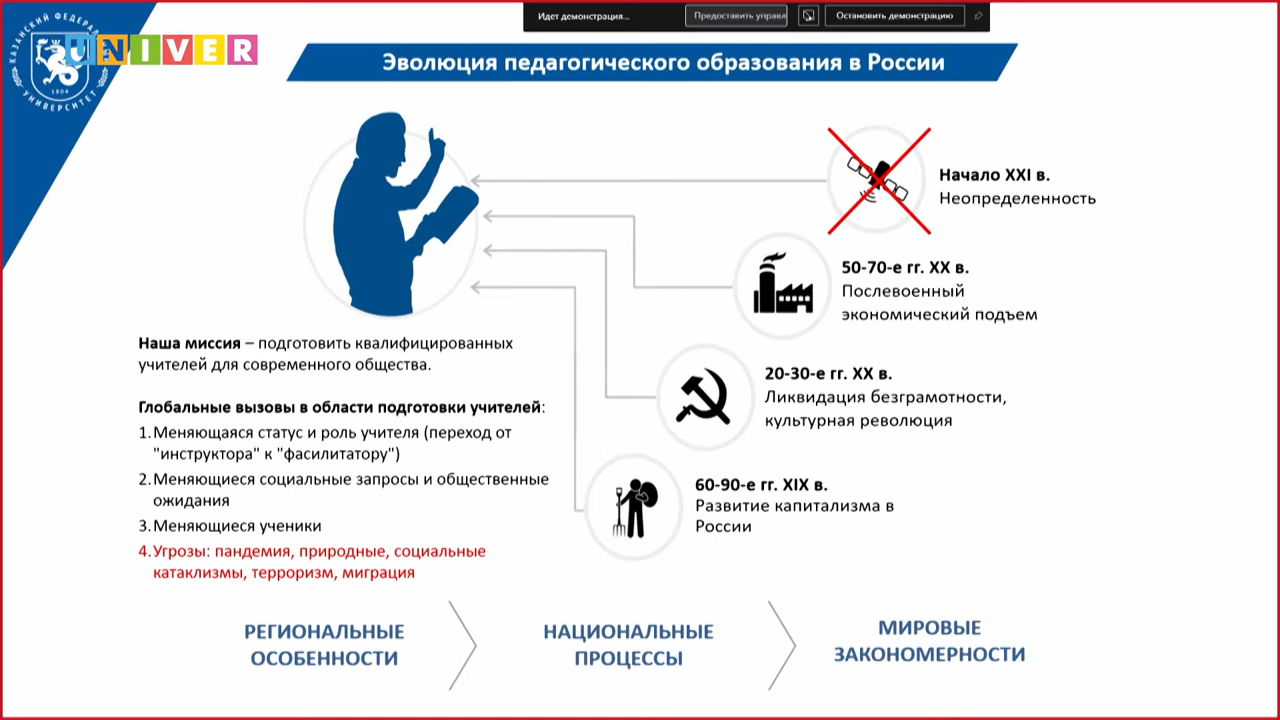 Идет демонстрация...
Предоставить управл
Остановить демонстрацию
КАЗАНСКИЙ ФЕДЕРАЛ
УНИВЕРСИТЕТ
1804
UNIVER
Эволюция педагогического образования в России
Начало XXI в.
Неопределенность
50-70-е гг. XX в.
Послевоенный
экономический подъем
20-30-е гг. XX в.
Ликвидация безграмотности,
культурная революция
60-90-е гг. XIX в.
Развитие капитализма в
России
Наша миссия – подготовить квалифицированных
учителей для современного общества.
Глобальные вызовы в области подготовки учителей:
1. Меняющаяся статус и роль учителя (переход от
"инструктора" к "фасилитатору")
2. Меняющиеся социальные запросы и общественные
ожидания
3. Меняющиеся ученики
4. Угрозы: пандемия, природные, социальные
катаклизмы, терроризм, миграция
РЕГИОНАЛЬНЫЕ
ОСОБЕННОСТИ
НАЦИОНАЛЬНЫЕ
ПРОЦЕССЫ
МИРОВЫЕ
ЗАКОНОМЕРНОСТИ